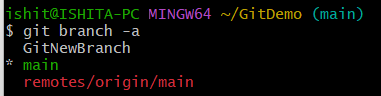 ishit@ISHITA-PC MINGW64 ~/GitDemo (main)
$ git branch -a
  GitNewBranch
* main
  remotes/origin/main